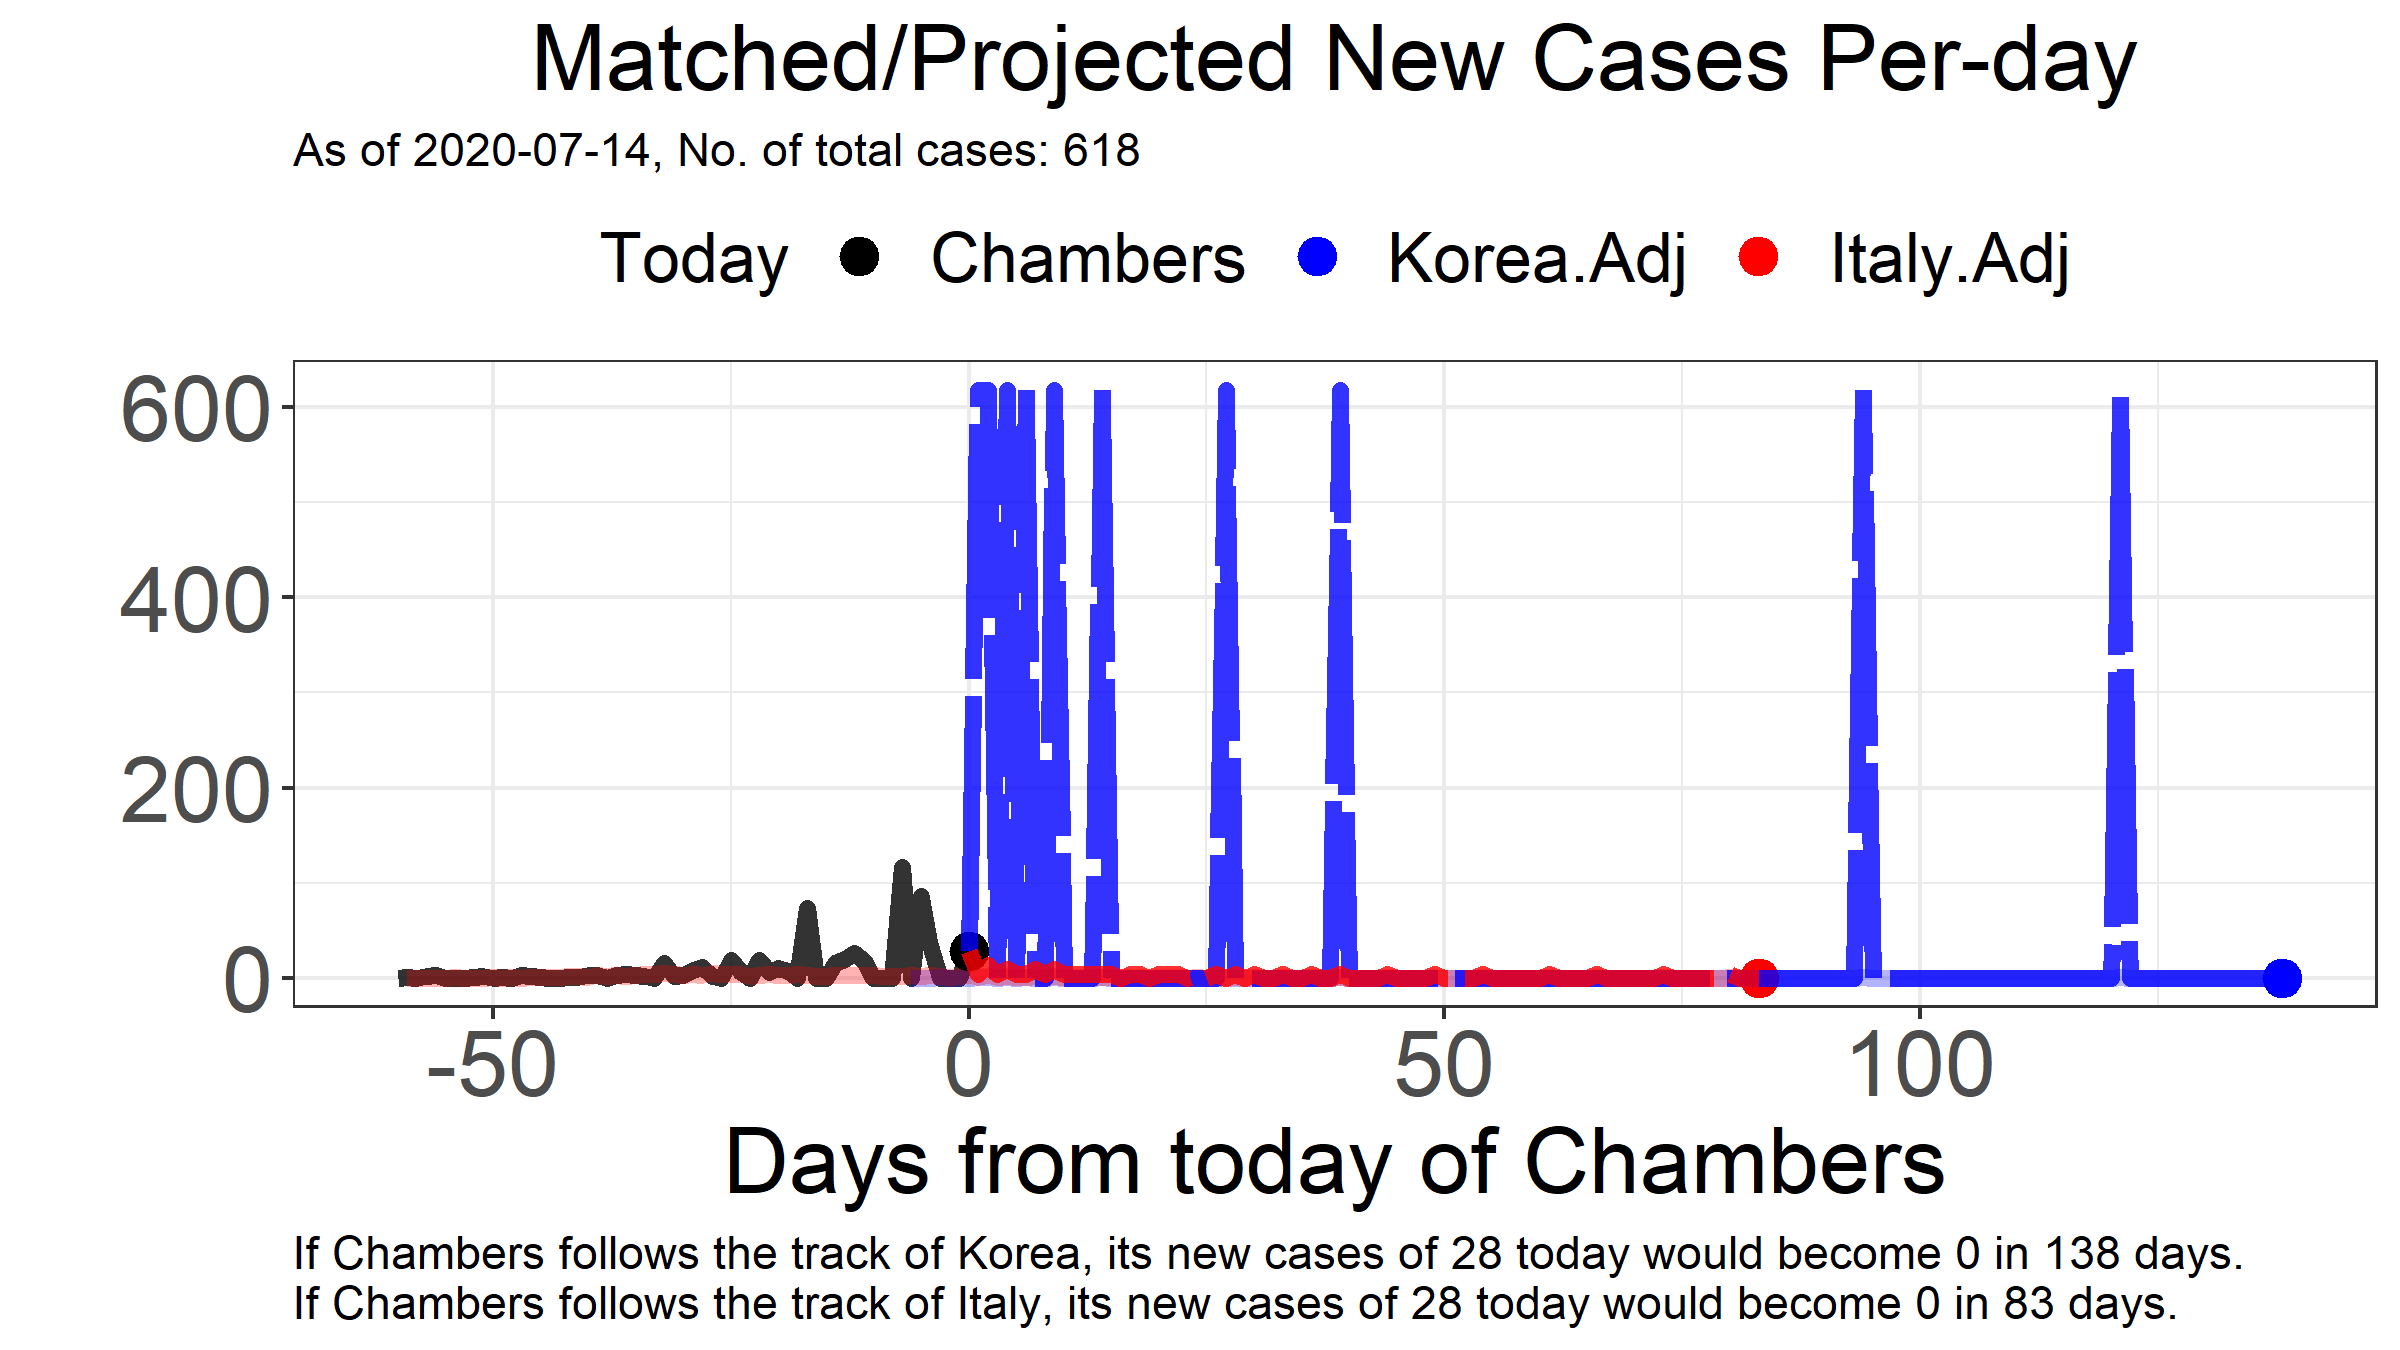 Matched/Projected New Cases Per-day
As of 2020-07-14, No. of total cases: 618
Today Chambers Korea.Adj Italy.Adj
600
400
200
0
-50 0 50 100
Days from today of Chambers
If Chambers follows the track of Korea, its new cases of 28 today would become 0 in 138 days.
If Chambers follows the track of Italy, its new cases of 28 today would become 0 in 83 days.